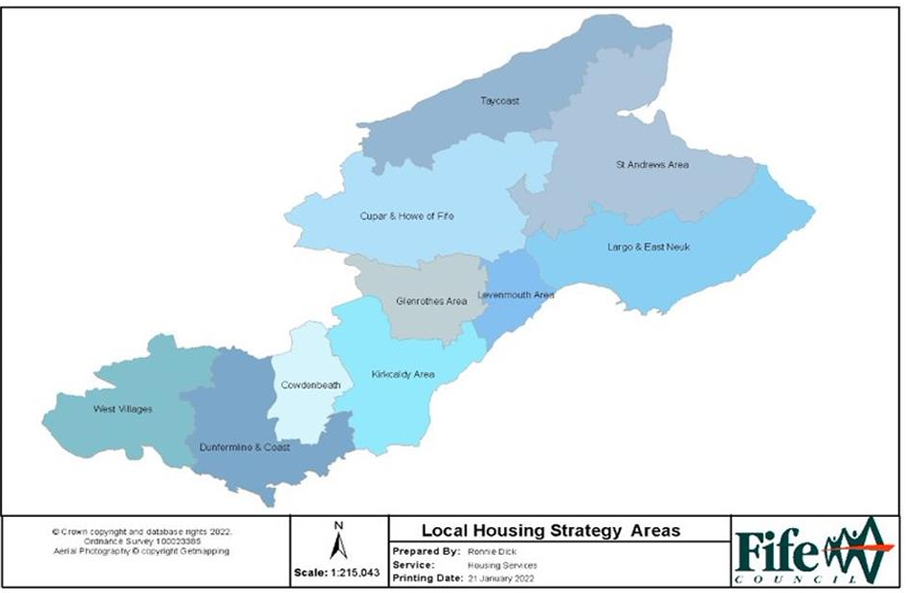 Taycoast
St Andrews Area
Cupar & Howe of Fife
Largo & East Neuk
Glenrothes Area
Levenmouth Area
Kirkcaldy Area
Cowdenbeath
West Villages
Dunfermline & Coast
© Crown copyright and database rights 2022.
Ordnance Survey 100023385
Aerial Photography © copyright Getmapping
N
Scale: 1:215,043
Local Housing Strategy Areas
Prepared By: Ronnie Dick
Service: Housing Services
Printing Date: 21 January 2022
Fife
COUNCIL